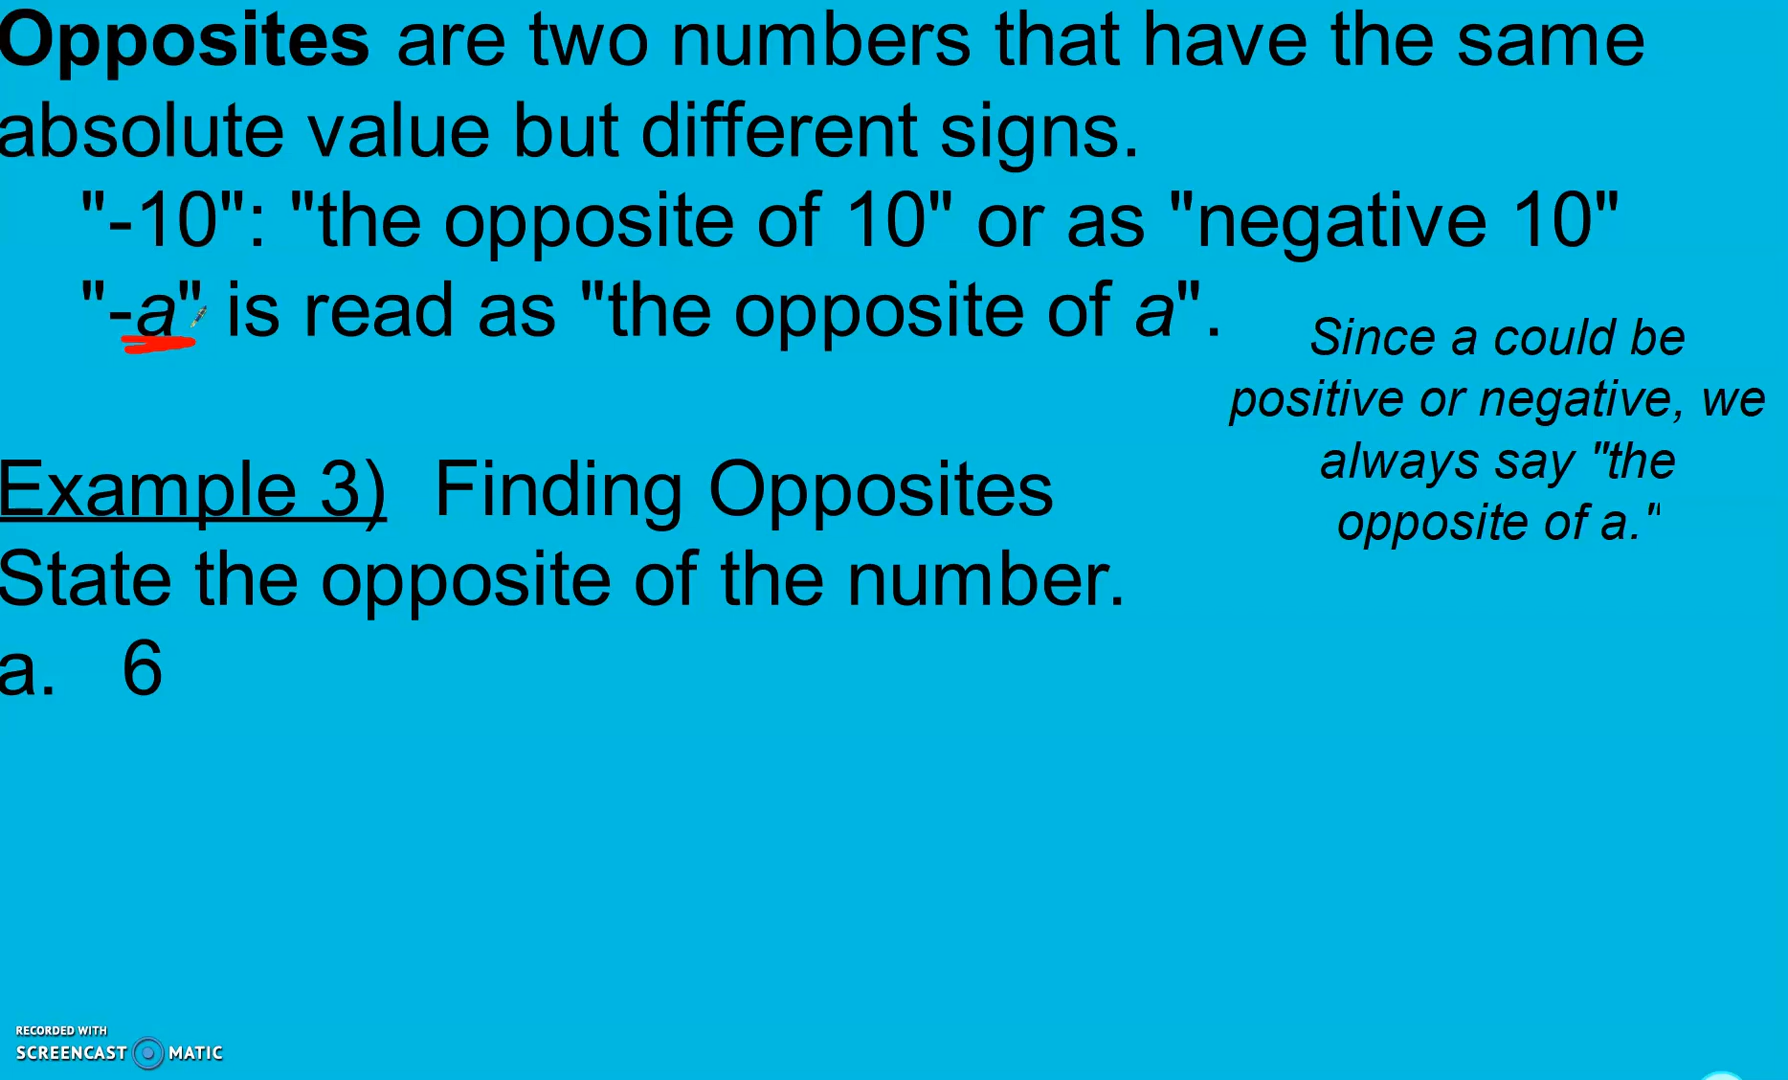 Opposites are two numbers that have the same
absolute value but different signs.
"-10": "the opposite of 10" or as "negative 10"
"-a" is read as "the opposite of a".
Since a could be
positive or negative, we
always say "the
opposite of a."
Example 3) Finding Opposites
State the opposite of the number.
a. 6
RECORDED WITH
SCREENCAST MATIC